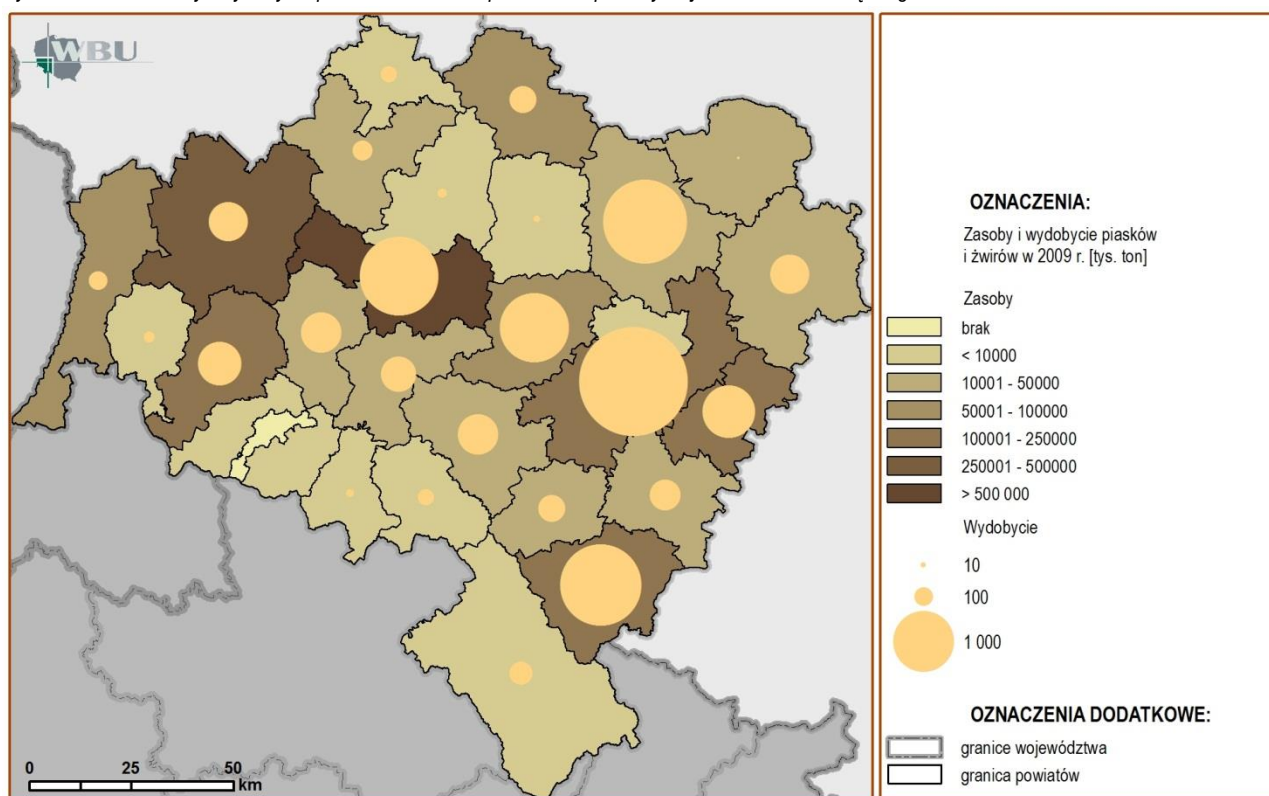 WBU
OZNACZENIA:
Zasoby i wydobycie piasków
i żwirów w 2009 r. [tys. ton]
Zasoby
brak
< 10000
10001 - 50000
50001 - 100000
100001 - 250000
250001 - 500000
> 500 000
Wydobycie
10
100
1 000
OZNACZENIA DODATKOWE:
granice województwa
granica powiatów
0 25 50
km